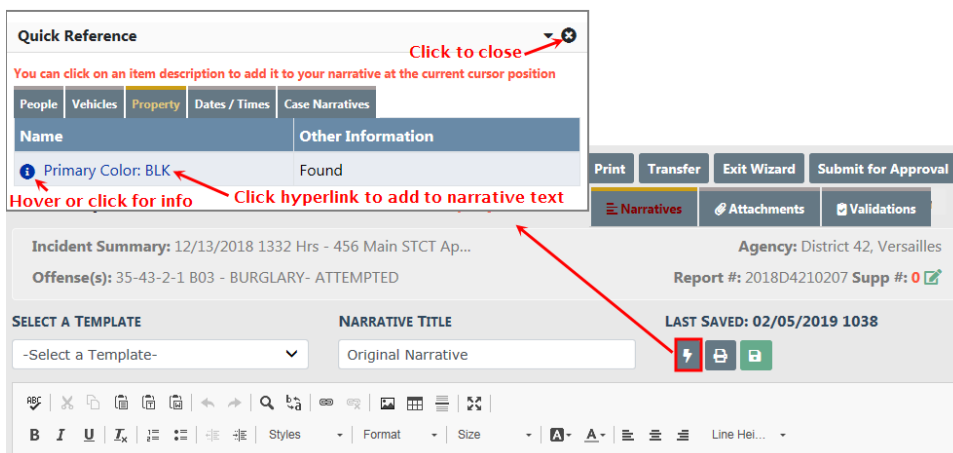 Quick Reference
Click to close
You can click on an item description to add it to your narrative at the current cursor position
People Vehicles Property Dates / Times Case Narratives
Name Other Information
Primary Color: BLK Found
Hover or click for info Click hyperlink to add to narrative text
Print Transfer Exit Wizard Submit for Approval
Narratives Attachments Validations
Incident Summary: 12/13/2018 1332 Hrs - 456 Main STCT Ap... Agency: District 42, Versailles
Offense(s): 35-43-2-1 B03 - BURGLARY- ATTEMPTED Report #: 2018D4210207 Supp #: 0
SELECT A TEMPLATE NARRATIVE TITLE LAST SAVED: 02/05/2019 1038
-Select a Template- Original Narrative
ABC
B I U Ix Styles Format Size A A Line Hei...